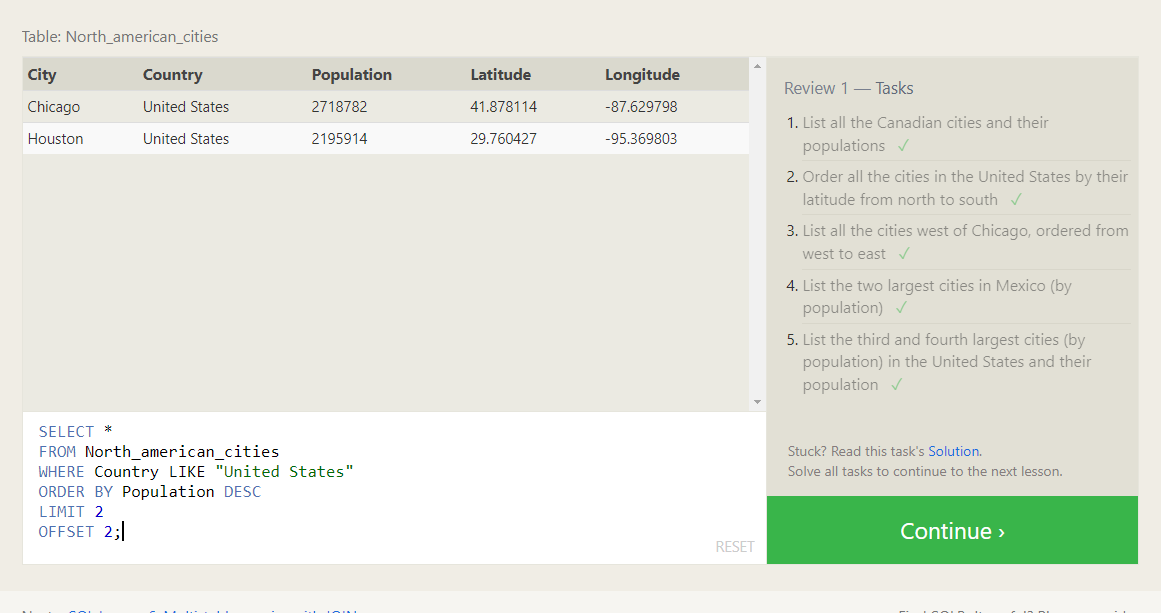 Table: North_american_cities
City Country Population Latitude Longitude
Chicago United States 2718782 41.878114 -87.629798
Houston United States 2195914 29.760427 -95.369803
SELECT *
FROM North_american_cities
WHERE Country LIKE "United States"
ORDER BY Population DESC
LIMIT 2
OFFSET 2;
RESET
Review 1 — Tasks
1. List all the Canadian cities and their
populations ✓
2. Order all the cities in the United States by their
latitude from north to south ✓
3. List all the cities west of Chicago, ordered from
west to east ✓
4. List the two largest cities in Mexico (by
population) ✓
5. List the third and fourth largest cities (by
population) in the United States and their
population ✓
Stuck? Read this task's Solution.
Solve all tasks to continue to the next lesson.
Continue ›